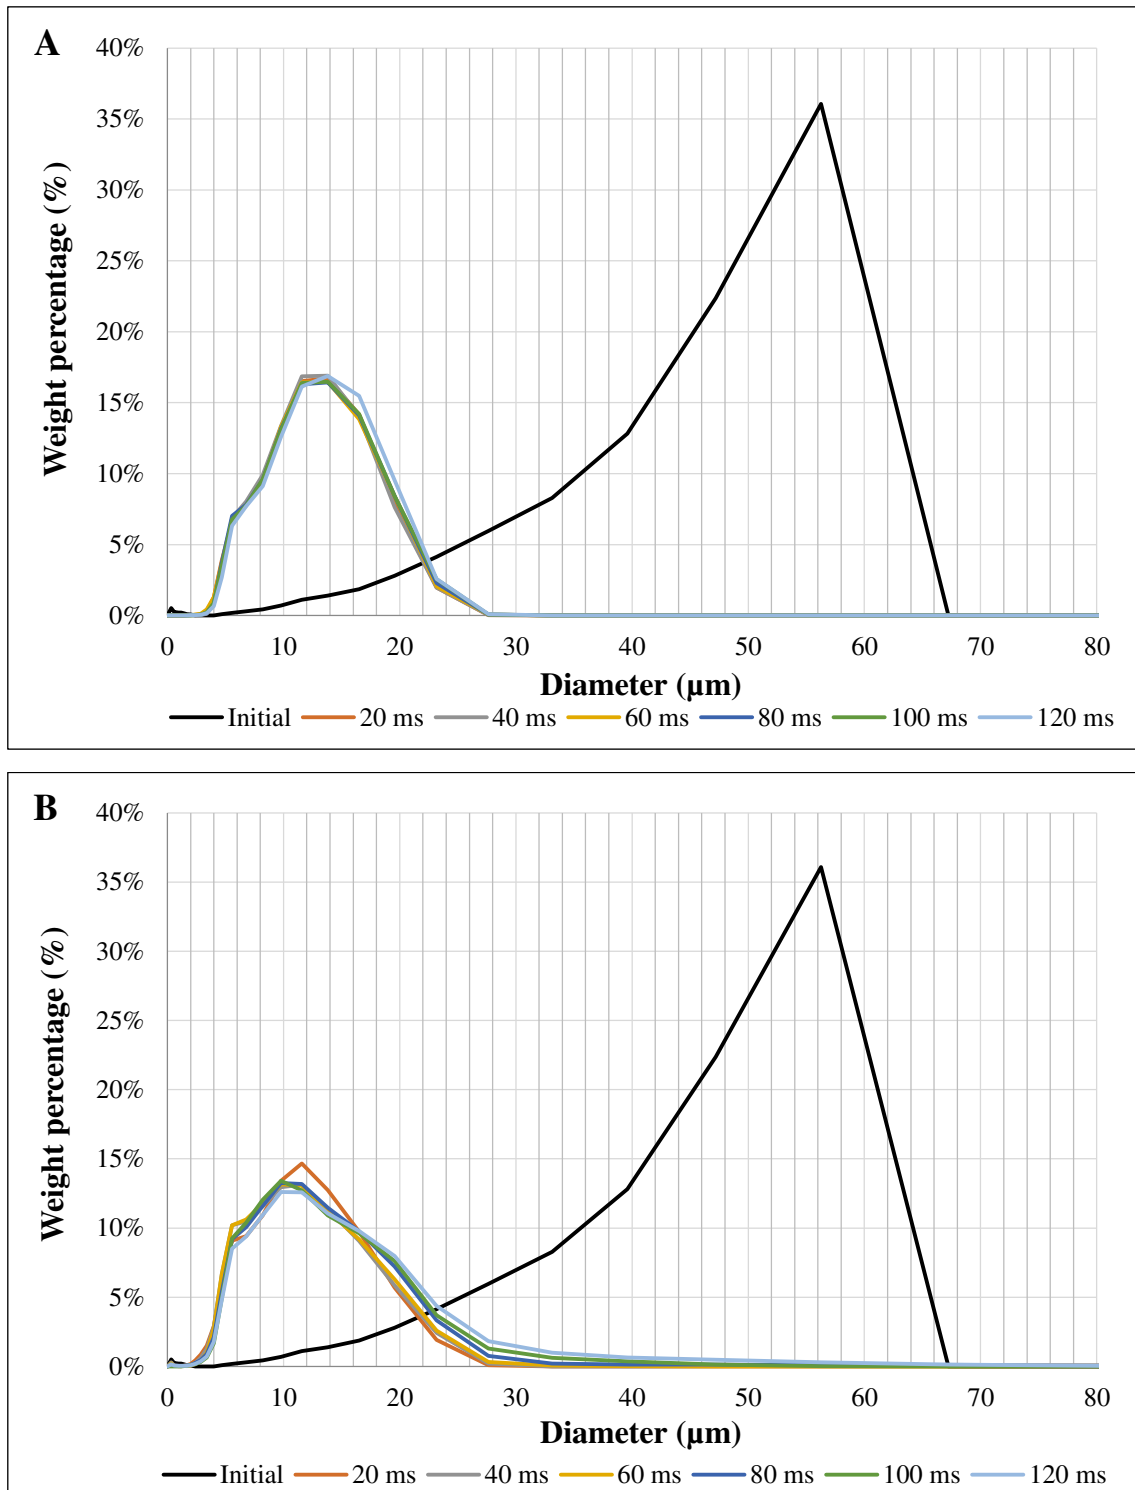 A
40%
35%
30%
25%
20%
15%
10%
5%
0%
Weight percentage (%)
0 10 20 30 40 50 60 70 80
Diameter (µm)
Initial 20 ms 40 ms 60 ms 80 ms 100 ms 120 ms
B
40%
35%
30%
25%
20%
15%
10%
5%
0%
Weight percentage (%)
0 10 20 30 40 50 60 70 80
Diameter (µm)
Initial 20 ms 40 ms 60 ms 80 ms 100 ms 120 ms